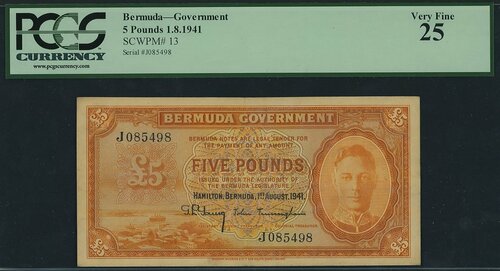 PCGS
CURRENCY
www.pcgscurrency.com
Bermuda—Government
5 Pounds 1.8.1941
SCWPM# 13
Serial #J085498
Very Fine
25
BERMUDA GOVERNMENT
J085498
BERMUDA NOTES ARE LEGAL TENDER FOR
THE PAYMENT OF ANY AMOUNT.
£5
FIVE POUNDS
ISSUED UNDER THE AUTHORITY OF
THE BERMUDA LEGISLATURE
HAMILTON, BERMUDA, 1ST AUGUST, 1941.
J085498
£5